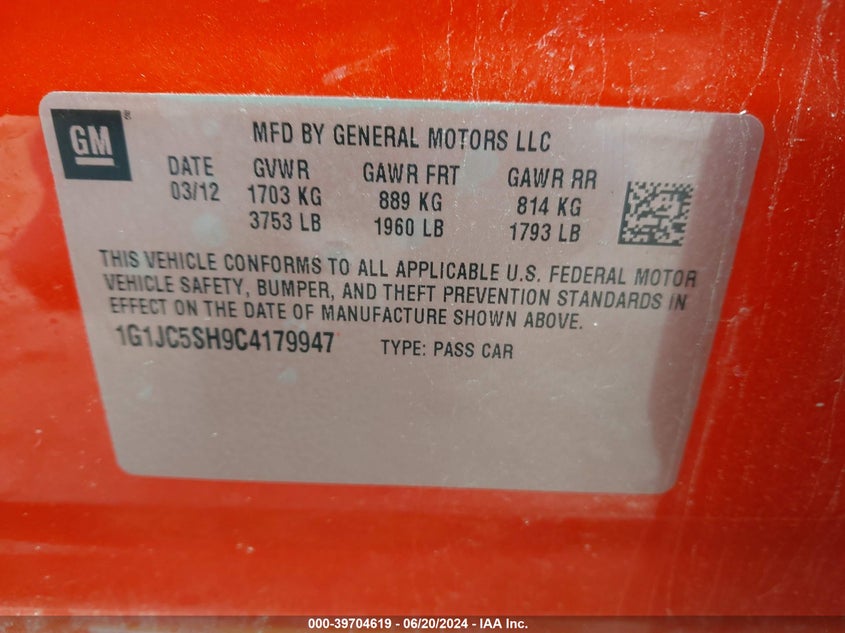 GM
MFD BY GENERAL MOTORS LLC
DATE GVWR GAWR FRT GAWR RR
03/12 1703 KG 889 KG 814 KG
3753 LB 1960 LB 1793 LB
THIS VEHICLE CONFORMS TO ALL APPLICABLE U.S. FEDERAL MOTOR
VEHICLE SAFETY, BUMPER, AND THEFT PREVENTION STANDARDS IN
EFFECT ON THE DATE OF MANUFACTURE SHOWN ABOVE.
1G1JC5SH9C4179947 TYPE: PASS CAR
000-39704619 - 06/20/2024 - IAA Inc.